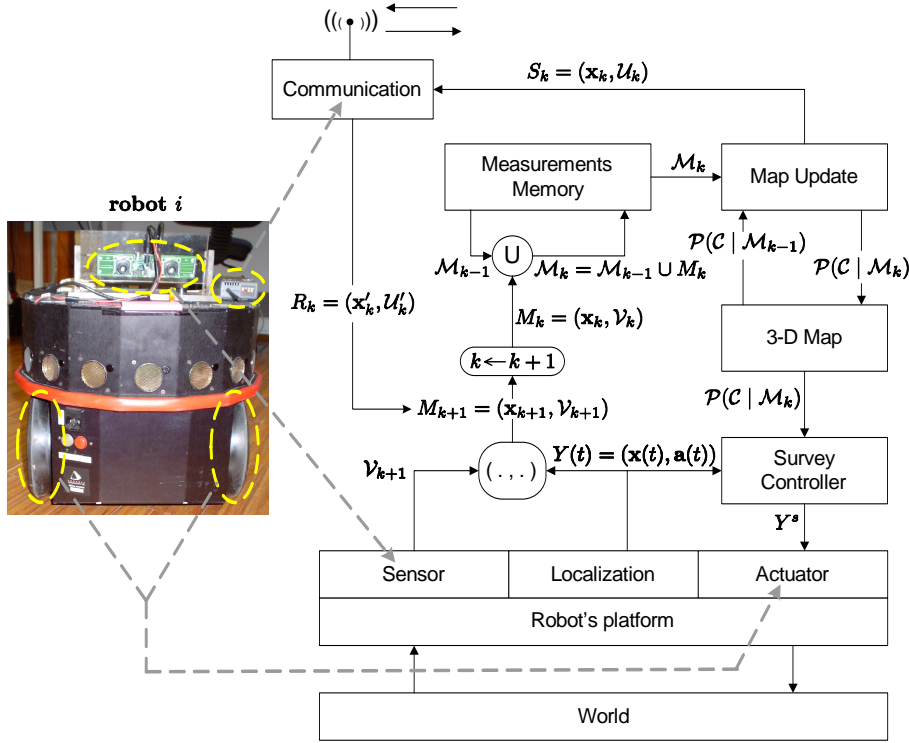 ((( )))
S_k = (x_k, U_k)
Communication
Measurements
Memory
M_k
Map Update
robot i
P(C | M_{k-1})
P(C | M_k)
M_{k-1}
∪
M_k = M_{k-1} ∪ M_k
R_k = (x'_k, U'_k)
M_k = (x_k, V_k)
3-D Map
k ← k + 1
P(C | M_k)
M_{k+1} = (x_{k+1}, V_{k+1})
V_{k+1}
( . , . )
Y(t) = (x(t), a(t))
Survey
Controller
Y^s
Sensor
Localization
Actuator
Robot's platform
World